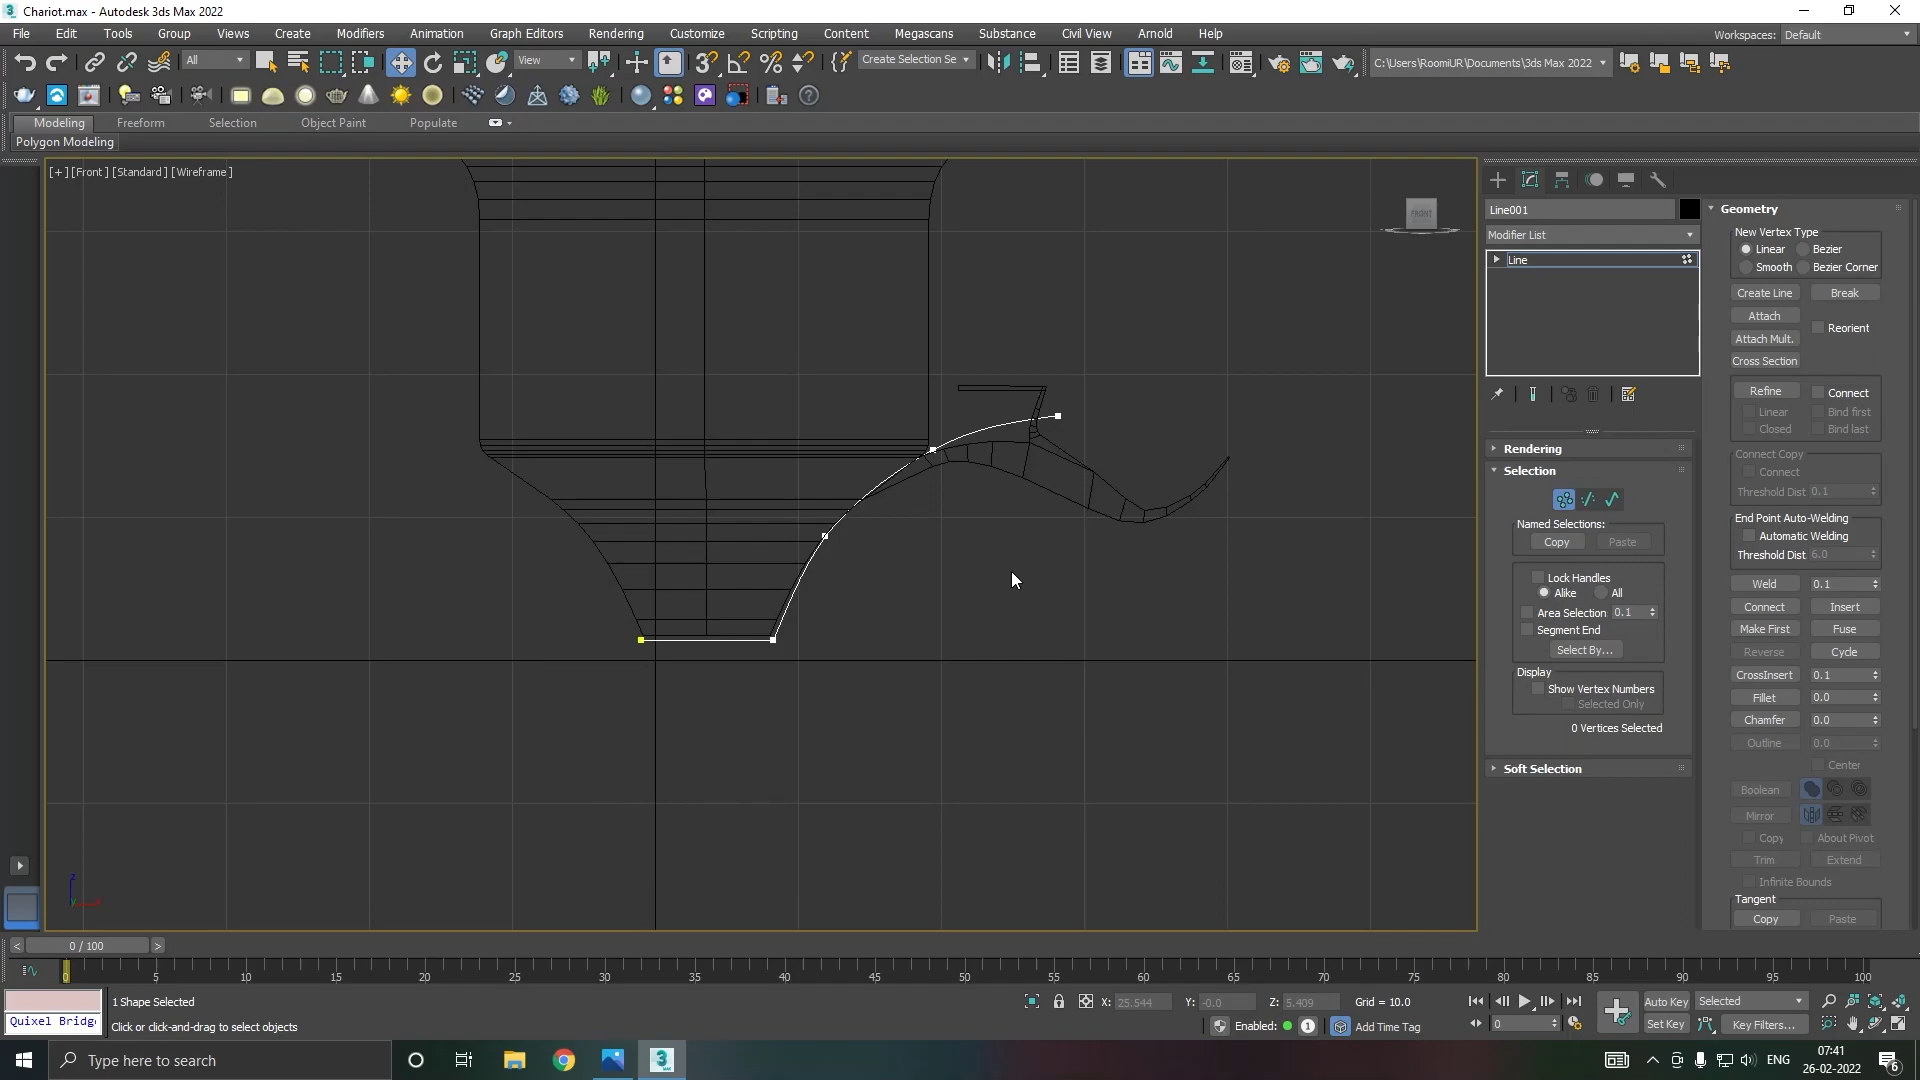 Chariot.max - Autodesk 3ds Max 2022
File Edit Tools Group Views Create Modifiers Animation Graph Editors Rendering Customize Scripting Content Megascans Substance Civil View Arnold Help
Workspaces: Default
All View Create Selection Se C:\Users\RoomiUR\Documents\3ds Max 2022
Modeling Freeform Selection Object Paint Populate
Polygon Modeling
[+] [Front] [Standard] [Wireframe]
FRONT
z
x
Line001
Modifier List
Line
Rendering
Selection
Named Selections:
Copy Paste
Lock Handles
Alike All
Area Selection: 0.1
Segment End
Select By...
Display
Show Vertex Numbers
Selected Only
0 Vertices Selected
Soft Selection
Geometry
New Vertex Type
Linear Bezier
Smooth Bezier Corner
Create Line Break
Attach
Reorient
Attach Mult.
Cross Section
Refine Connect
Linear Bind first
Closed Bind last
Connect Copy
Connect
Threshold Dist 0.1
End Point Auto-Welding
Automatic Welding
Threshold Dist 6.0
Weld 0.1
Connect Insert
Make First Fuse
Reverse Cycle
CrossInsert 0.1
Fillet 0.0
Chamfer 0.0
Outline 0.0
Center
Boolean
Mirror
Copy About Pivot
Trim Extend
Infinite Bounds
Tangent
Copy Paste
< 0 / 100 >
0 5 10 15 20 25 30 35 40 45 50 55 60 65 70 75 80 85 90 95 100
1 Shape Selected
X: 25.544 Y: -0.0 Z: 5.409 Grid = 10.0
Auto Key Selected
Quixel Bridg
Click or click-and-drag to select objects
Enabled: 1 Add Time Tag
0
Set Key Key Filters...
Type here to search
ENG
07:41
26-02-2022
6